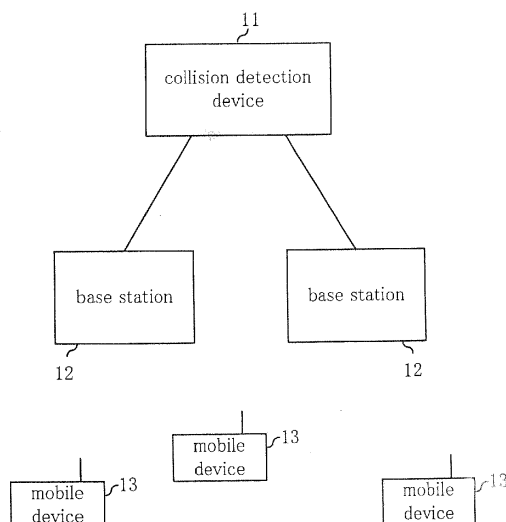 11
collision detection
device
base station
base station
12
12
mobile
device
13
mobile
device
13
mobile
device
13